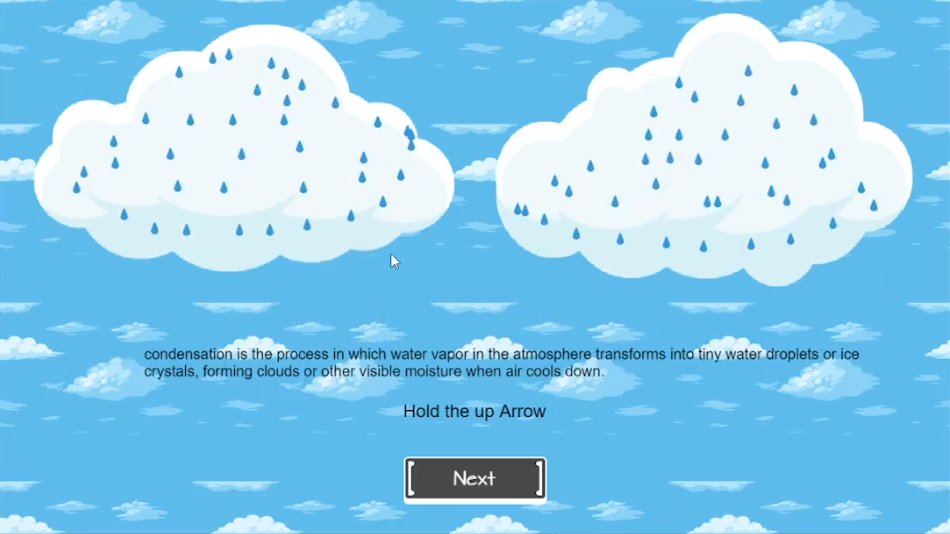 condensation is the process in which water vapor in the atmosphere transforms into tiny water droplets or ice
crystals, forming clouds or other visible moisture when air cools down.
Hold the up Arrow
Next